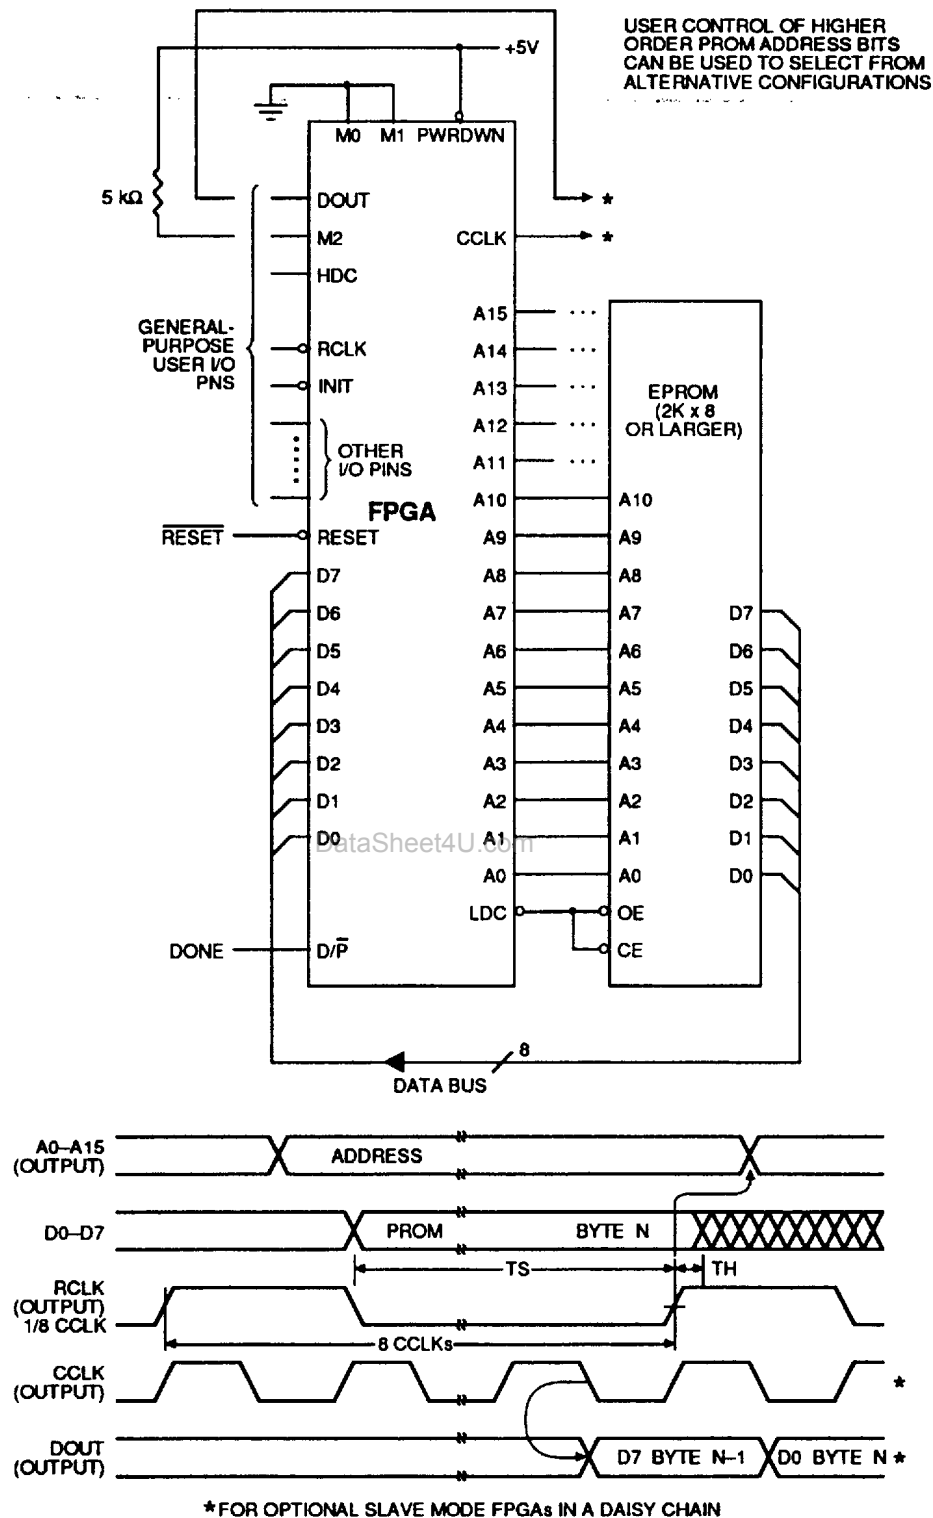 USER CONTROL OF HIGHER
ORDER PROM ADDRESS BITS
CAN BE USED TO SELECT FROM
ALTERNATIVE CONFIGURATIONS
+5V
M0 M1 PWRDWN
5 kΩ
DOUT
*
M2
CCLK
*
HDC
GENERAL-
PURPOSE
USER I/O
PNS
RCLK
INIT
OTHER
I/O PINS
FPGA
RESET
RESET
D7
D6
D5
D4
D3
D2
D1
D0
DONE
D/P
A15 ...
A14 ...
A13 ...
A12 ...
A11 ...
A10
A9
A8
A7
A6
A5
A4
A3
A2
A1
A0
LDC
EPROM
(2K x 8
OR LARGER)
A10
A9
A8
A7
A6
A5
A4
A3
A2
A1
A0
OE
CE
D7
D6
D5
D4
D3
D2
D1
D0
DataSheet4U.com
8
DATA BUS
A0–A15
(OUTPUT)
ADDRESS
D0–D7
PROM BYTE N
TS
TH
RCLK
(OUTPUT)
1/8 CCLK
8 CCLKs
CCLK
(OUTPUT)
*
DOUT
(OUTPUT)
D7 BYTE N–1
D0 BYTE N *
* FOR OPTIONAL SLAVE MODE FPGAs IN A DAISY CHAIN